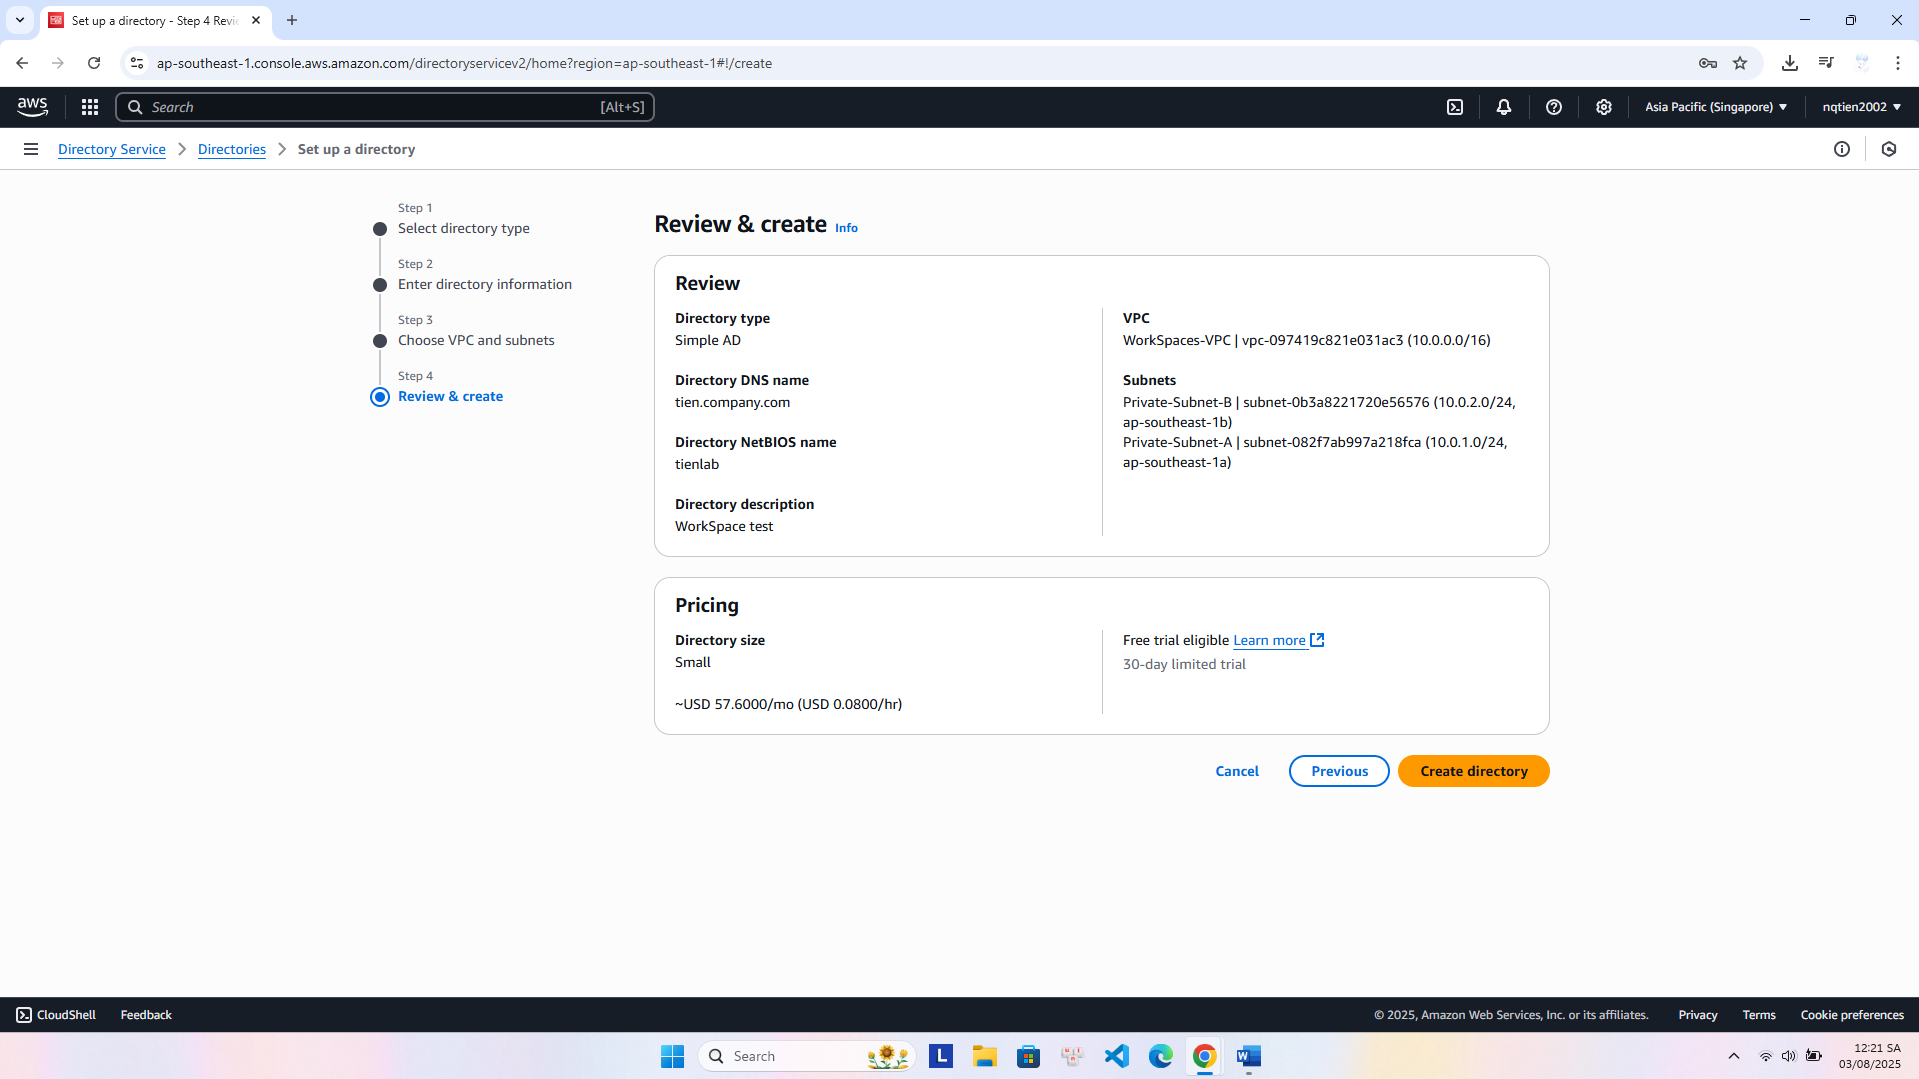 Set up a directory - Step 4 Revi
ap-southeast-1.console.aws.amazon.com/directoryservicev2/home?region=ap-southeast-1#!/create
aws
Search
[Alt+S]
Asia Pacific (Singapore)
nqtien2002
Directory Service
Directories
Set up a directory
Step 1
Select directory type
Step 2
Enter directory information
Step 3
Choose VPC and subnets
Step 4
Review & create
Review & create Info
Review
Directory type
Simple AD
Directory DNS name
tien.company.com
Directory NetBIOS name
tienlab
Directory description
WorkSpace test
VPC
WorkSpaces-VPC | vpc-097419c821e031ac3 (10.0.0.0/16)
Subnets
Private-Subnet-B | subnet-0b3a8221720e56576 (10.0.2.0/24,
ap-southeast-1b)
Private-Subnet-A | subnet-082f7ab997a218fca (10.0.1.0/24,
ap-southeast-1a)
Pricing
Directory size
Small
~USD 57.6000/mo (USD 0.0800/hr)
Free trial eligible Learn more
30-day limited trial
Cancel
Previous
Create directory
CloudShell
Feedback
© 2025, Amazon Web Services, Inc. or its affiliates.
Privacy
Terms
Cookie preferences
Search
L
W
12:21 SA
03/08/2025